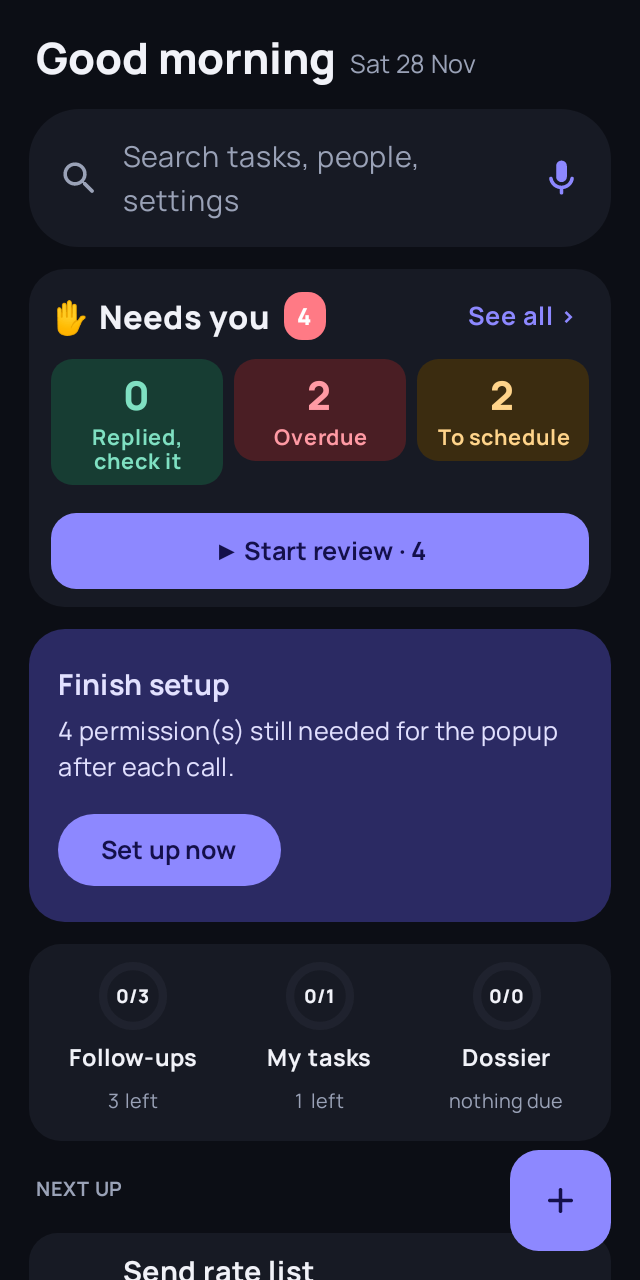 Good morning Sat 28 Nov
Search tasks, people,
settings
✋ Needs you 4 See all ›
0 2 2
Replied, Overdue To schedule
check it
▶ Start review · 4
Finish setup
4 permission(s) still needed for the popup
after each call.
Set up now
0/3 0/1 0/0
Follow-ups My tasks Dossier
3 left 1 left nothing due
NEXT UP
+
Send rate list